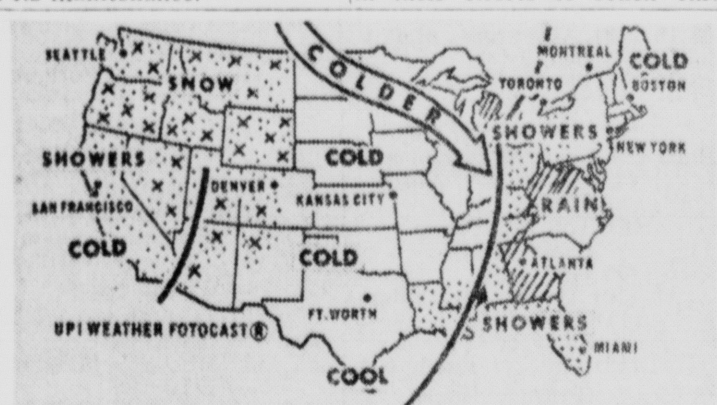 SEATTLE
MONTREAL
COLD
SNOW
COLDER
TORONTO
BOSTON
SHOWERS
NEW YORK
SHOWERS
COLD
DENVER
KANSAS CITY
SAN FRANCISCO
RAIN
COLD
COLD
ATLANTA
FT. WORTH
UPI WEATHER FOTOCAST®
SHOWERS
MIAMI
COOL